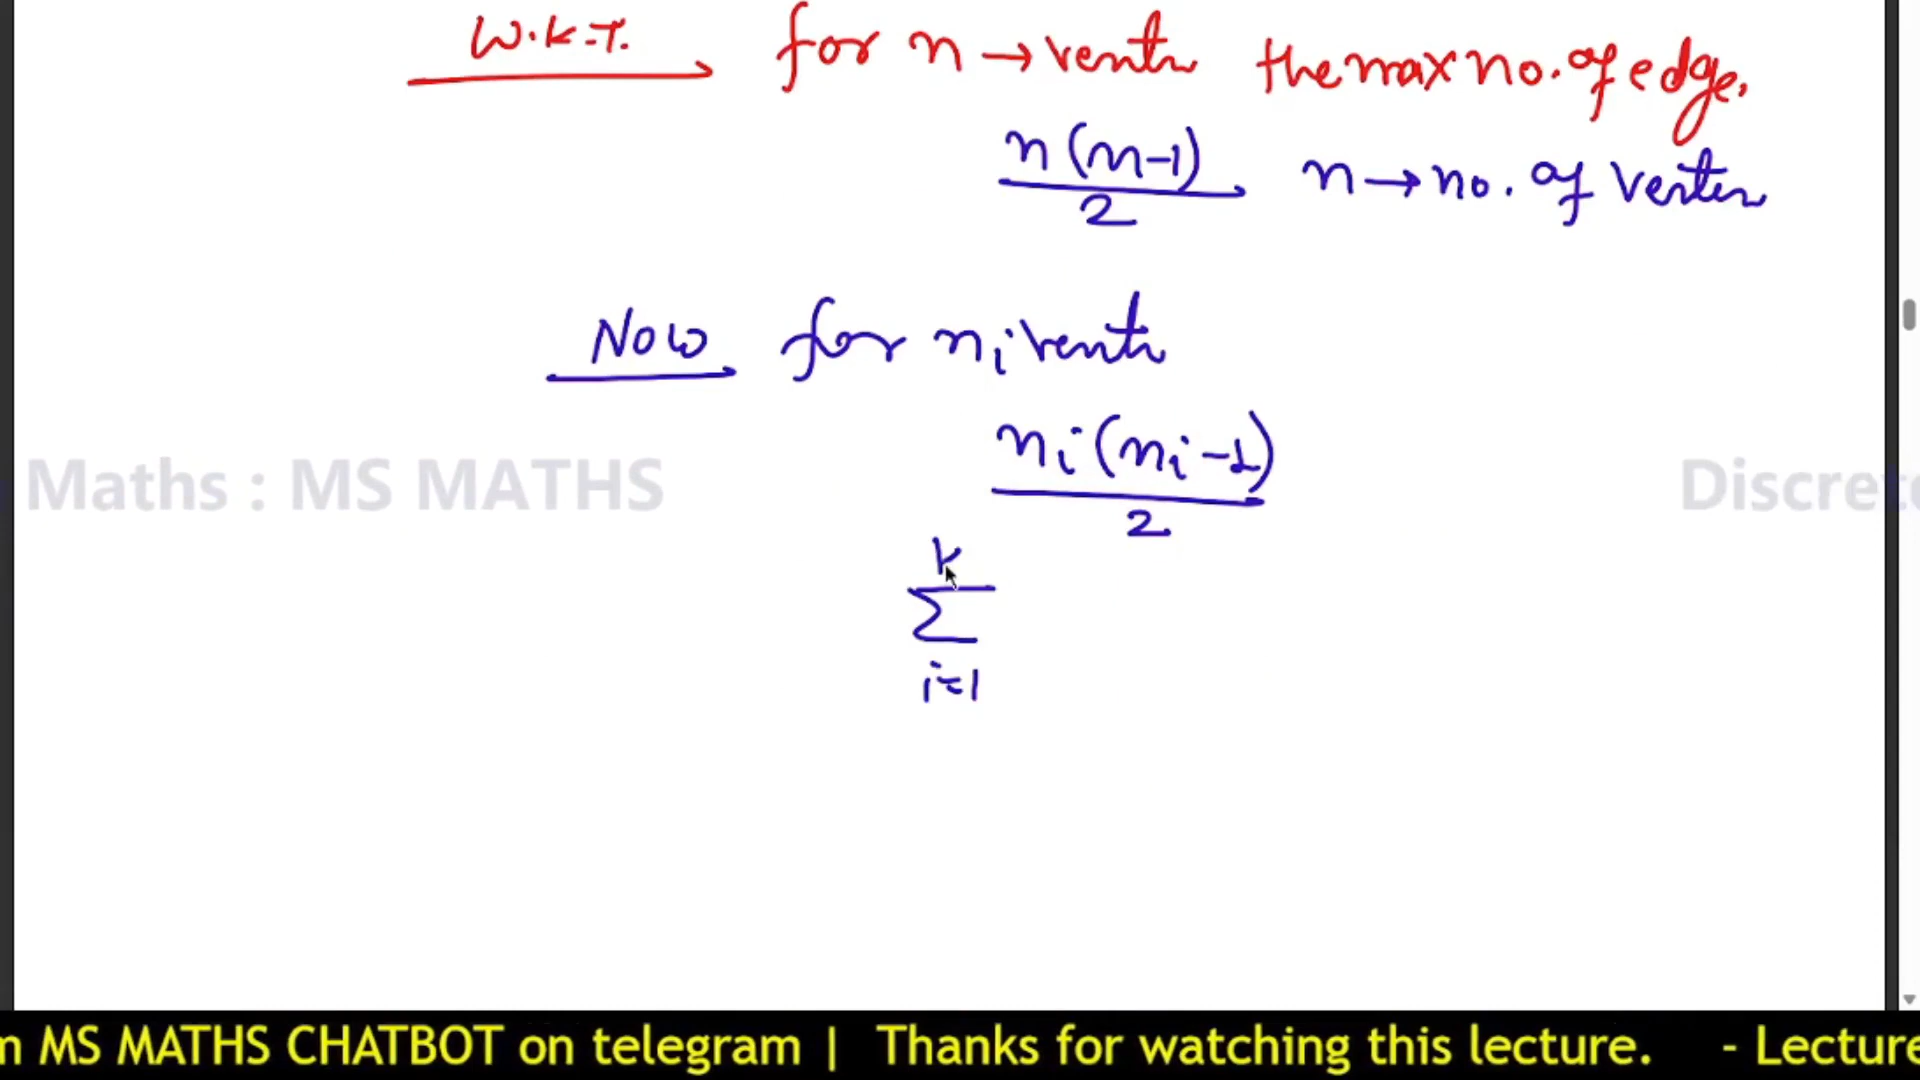 W.K.T. for n → vertex the max no. of edge.
n(n-1)
2
n → no. of vertex
Now for nᵢ vertex
nᵢ(nᵢ-1)
2
Maths : MS MATHS Discrete
k
∑
i=1
m MS MATHS CHATBOT on telegram | Thanks for watching this lecture. - Lecture